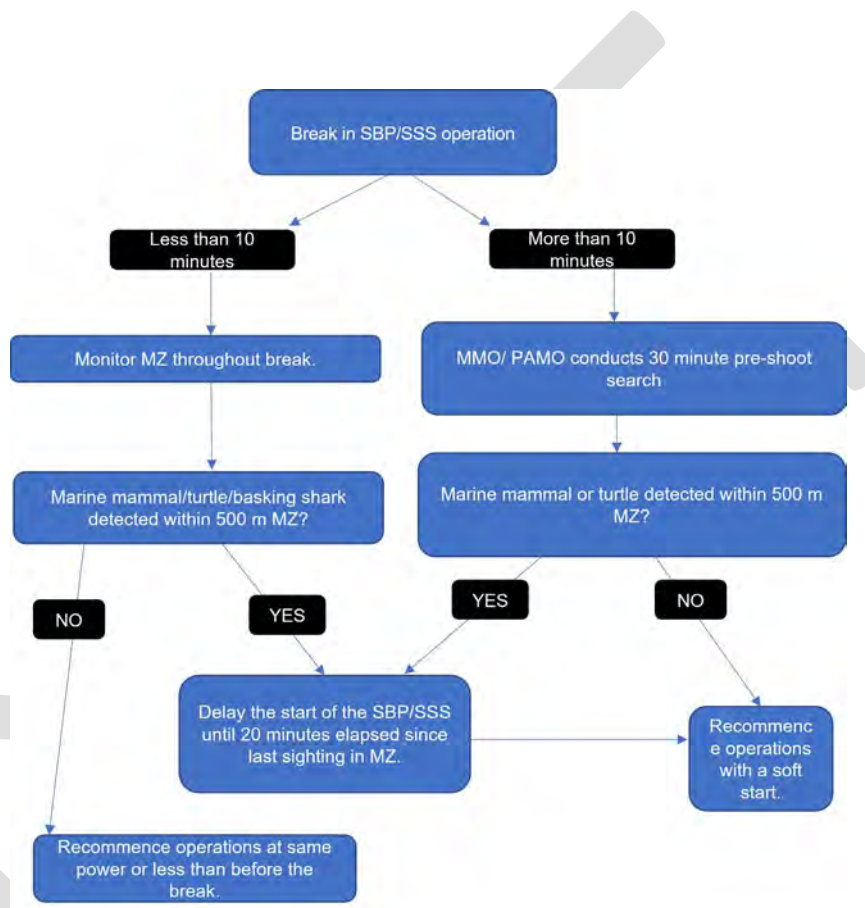 Break in SBP/SSS operation
Less than 10
minutes
More than 10
minutes
Monitor MZ throughout break.
MMO/ PAMO conducts 30 minute pre-shoot
search
Marine mammal/turtle/basking shark
detected within 500 m MZ?
Marine mammal or turtle detected within 500 m
MZ?
NO
YES
YES
NO
Delay the start of the SBP/SSS
until 20 minutes elapsed since
last sighting in MZ.
Recommenc
e operations
with a soft
start.
Recommence operations at same
power or less than before the
break.